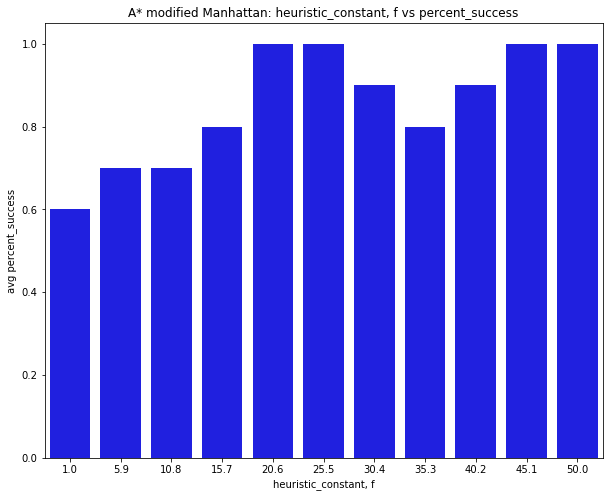 A* modified Manhattan: heuristic_constant, f vs percent_success
avg percent_success
1.0
0.8
0.6
0.4
0.2
0.0
1.0 5.9 10.8 15.7 20.6 25.5 30.4 35.3 40.2 45.1 50.0
heuristic_constant, f